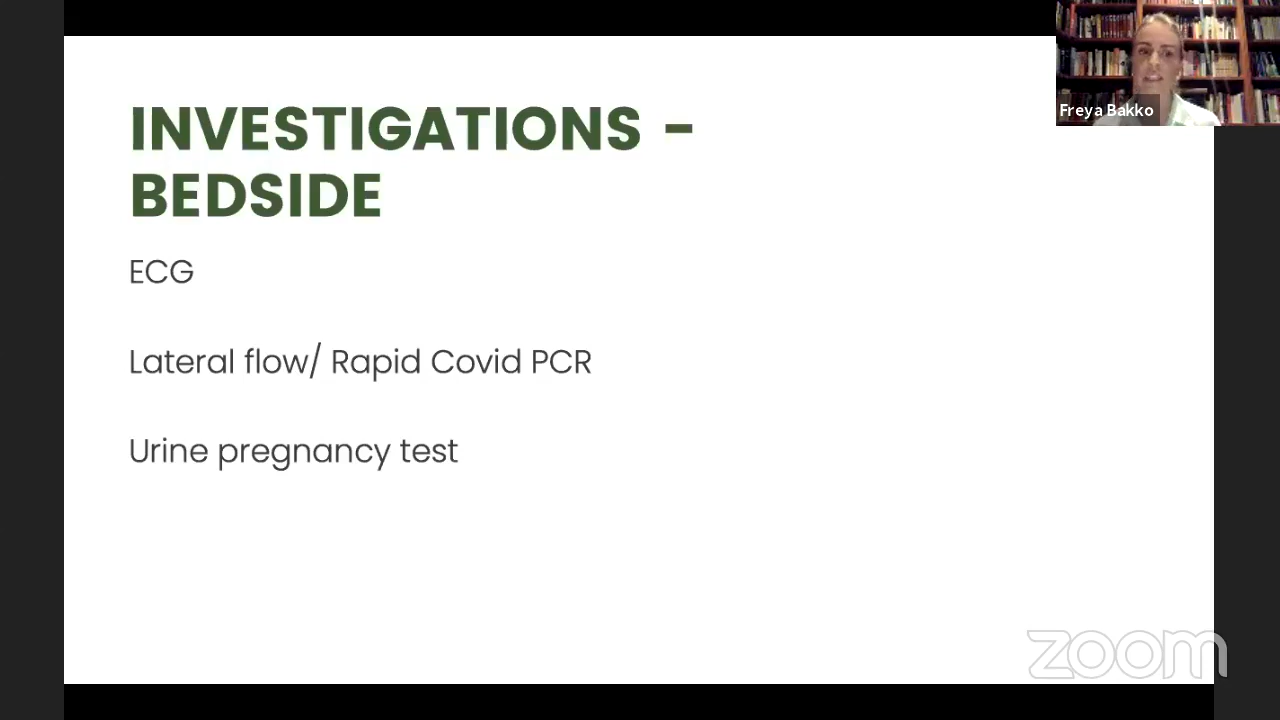 INVESTIGATIONS -
BEDSIDE
ECG
Lateral flow/ Rapid Covid PCR
Urine pregnancy test
Freya Bakko
zoom